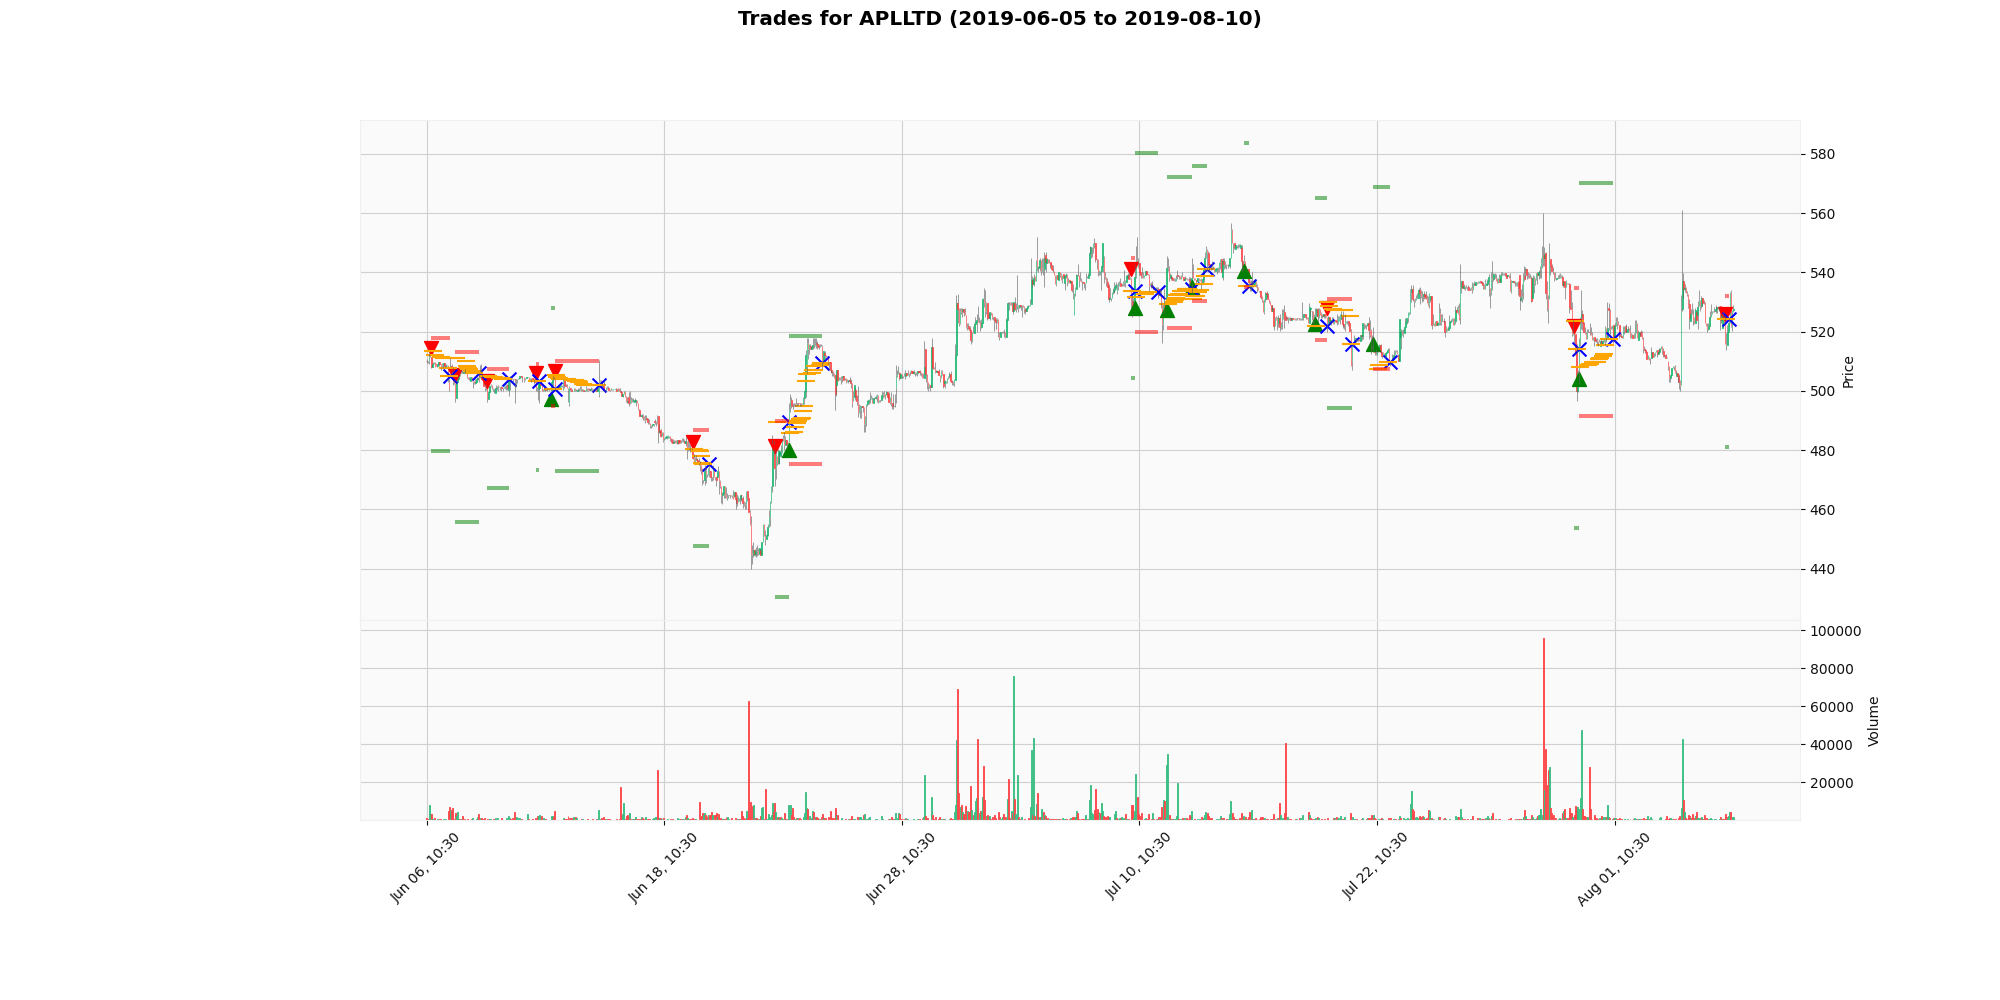 Trades for APLLTD (2019-06-05 to 2019-08-10)
580
560
540
520
500
480
460
440
Price
100000
80000
60000
40000
20000
Volume
Jun 06, 10:30
Jun 18, 10:30
Jun 28, 10:30
Jul 10, 10:30
Jul 22, 10:30
Aug 01, 10:30